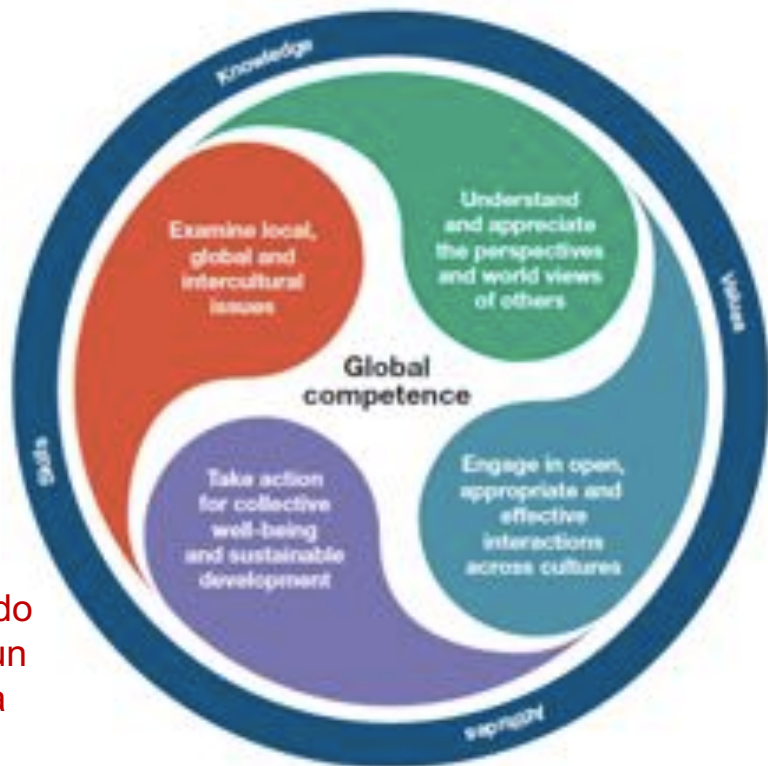 Knowledge
Understand
and appreciate
the perspectives
and world views
of others
Examine local,
global and
intercultural
issues
Values
Global
competence
Skills
Take action
for collective
well-being
and sustainable
development
Engage in open,
appropriate and
effective
interactions
across cultures
do
un
a
Attitudes